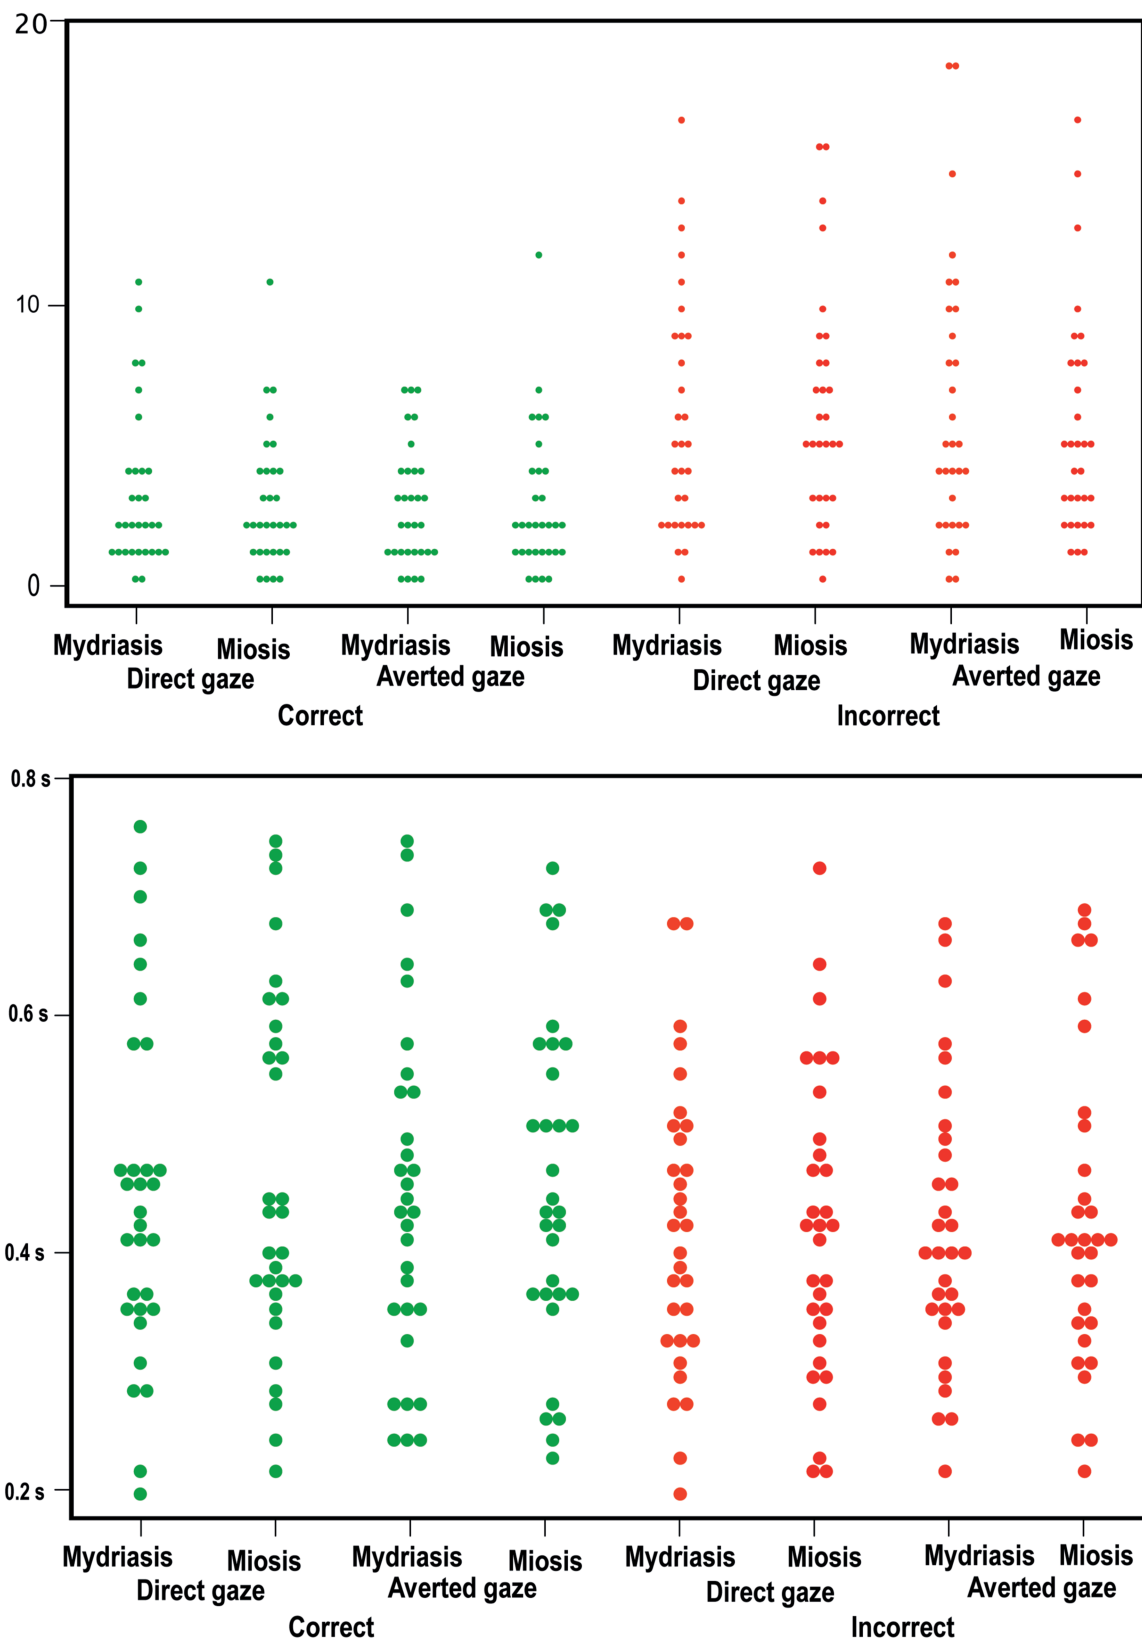 20
10
0
Mydriasis Miosis Mydriasis Miosis Mydriasis Miosis Mydriasis Miosis
Direct gaze Averted gaze Direct gaze Averted gaze
Correct Incorrect
0.8 s
0.6 s
0.4 s
0.2 s
Mydriasis Miosis Mydriasis Miosis Mydriasis Miosis Mydriasis Miosis
Direct gaze Averted gaze Direct gaze Averted gaze
Correct Incorrect